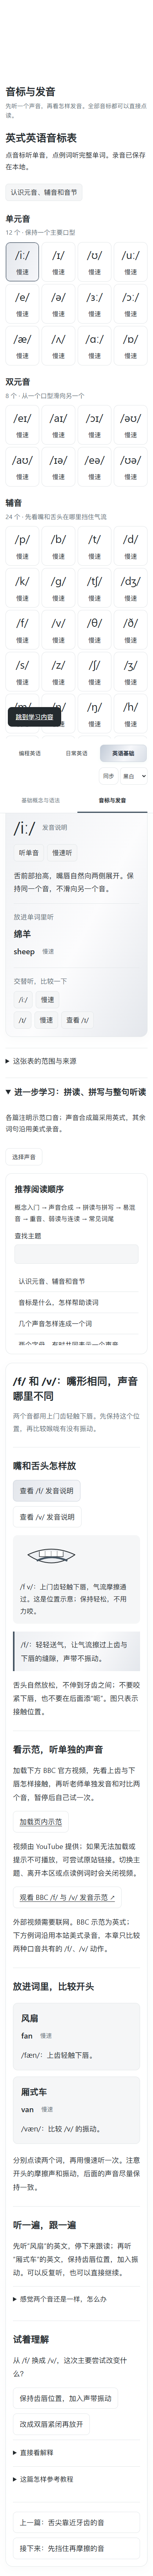 音标与发音
先听一个声音，再看怎样发音。全部音标都可以直接点
读。
英式英语音标表
点音标听单音，点例词听完整单词。录音已保存
在本地。
认识元音、辅音和音节
单元音
12 个 · 保持一个主要口型
/iː/ /ɪ/ /ʊ/ /uː/
慢速 慢速 慢速 慢速
/e/ /ə/ /ɜː/ /ɔː/
慢速 慢速 慢速 慢速
/æ/ /ʌ/ /ɑː/ /ɒ/
慢速 慢速 慢速 慢速
双元音
8 个 · 从一个口型滑向另一个
/eɪ/ /aɪ/ /ɔɪ/ /əʊ/
慢速 慢速 慢速 慢速
/aʊ/ /ɪə/ /eə/ /ʊə/
慢速 慢速 慢速 慢速
辅音
24 个 · 先看嘴和舌头在哪里挡住气流
/p/ /b/ /t/ /d/
慢速 慢速 慢速 慢速
/k/ /ɡ/ /tʃ/ /dʒ/
慢速 慢速 慢速 慢速
/f/ /v/ /θ/ /ð/
慢速 慢速 慢速 慢速
/s/ /z/ /ʃ/ /ʒ/
慢速 慢速 慢速 慢速
/ŋ/ /h/
跳到学习内容 慢速 慢速
编程英语 日常英语 英语基础
同步 黑白
基础概念与语法 音标与发音
/iː/ 发音说明
听单音 慢速听
舌面前部抬高，嘴唇自然向两侧展开。保
持同一个音，不滑向另一个音。
放进单词里听
绵羊
sheep 慢速
交替听，比较一下
/iː/ 慢速
/ɪ/ 慢速 查看 /ɪ/
▶ 这张表的范围与来源
▼ 进一步学习：拼读、拼写与整句听读
各篇注明示范口音；声音合成篇采用英式，其余
词句沿用美式录音。
选择声音
推荐阅读顺序
概念入门 → 声音合成 → 拼读与拼写 → 易混
音 → 重音、弱读与连读 → 常见词尾
查找主题
认识元音、辅音和音节
音标是什么，怎样帮助读词
几个声音怎样连成一个词
两个字母，有时共同表示一个声音
/f/ 和 /v/：嘴形相同，声音
哪里不同
两个音都用上门齿轻触下唇。先保持这个位
置，再比较喉咙有没有振动。
嘴和舌头怎样放
查看 /f/ 发音说明
查看 /v/ 发音说明
/f v/：上门齿轻触下唇，气流摩擦通
过。这是位置示意：保持轻松，不用
力咬。
/f/：轻轻送气，让气流擦过上齿与
下唇的缝隙，声带不振动。
舌头自然放松，不伸到牙齿之间；不要咬
紧下唇，也不要在后面添“呃”。图只表示
接触位置。
看示范，听单独的声音
加载下方 BBC 官方视频，先看上齿与下
唇怎样接触，再听老师单独发音和对比两
个音，暂停后自己试一次。
加载页内示范
视频由 YouTube 提供；如果无法加载或
提示不可播放，可尝试原站链接。切换主
题、离开本区或点读例词时会关闭视频。
观看 BBC /f/ 与 /v/ 发音示范 ↗
外部视频需要联网。BBC 示范为英式；
下方例词沿用本站美式录音，本章只比较
两种口音共有的 /f/、/v/ 动作。
放进词里，比较开头
风扇
fan 慢速
/fæn/：上齿轻触下唇。
厢式车
van 慢速
/væn/：比较 /v/ 的振动。
分别点读两个词，再用慢速听一次。注意
开头的摩擦声和振动，后面的声音尽量保
持一致。
听一遍，跟一遍
先听“风扇”的英文，停下来跟读；再听
“厢式车”的英文，保持齿唇位置，加入振
动。可以反复听，也可以直接继续。
▶ 感觉两个音还是一样，怎么办
试着理解
从 /f/ 换成 /v/，这次主要尝试改变什
么？
保持齿唇位置，加入声带振动
改成双唇紧闭再放开
▶ 直接看解释
▶ 这篇怎样参考教程
上一篇：舌尖靠近牙齿的音
接下来：先挡住再摩擦的音